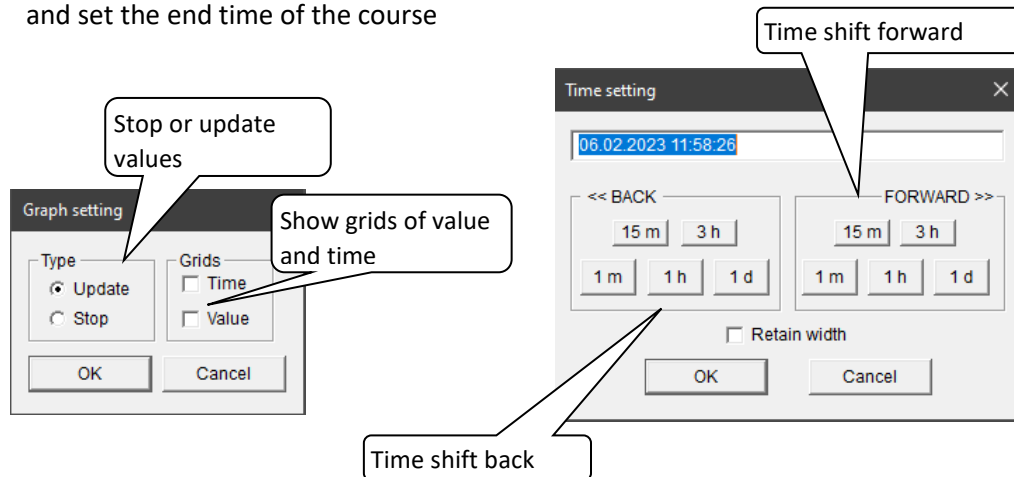 and set the end time of the course
Time shift forward
Stop or update
values
Show grids of value
and time
Graph setting
Type
Update
Stop
Grids
Time
Value
OK Cancel
Time setting
06.02.2023 11:58:26
<< BACK
15 m 3 h
1 m 1 h 1 d
FORWARD >>
15 m 3 h
1 m 1 h 1 d
Retain width
OK Cancel
Time shift back